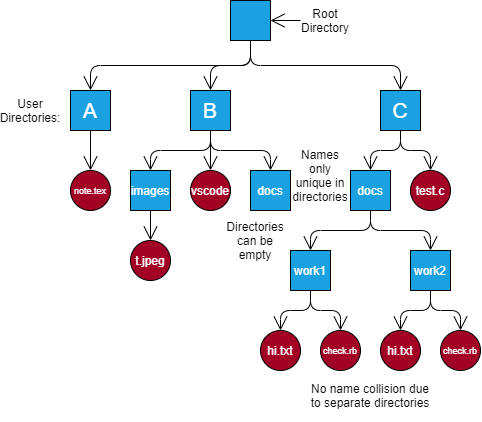 Root
Directory
User
Directories:
A
B
C
Names
only
unique in
directories
note.tex
images
vscode
docs
docs
test.c
Directories
can be
empty
t.jpeg
work1
work2
hi.txt
check.rb
hi.txt
check.rb
No name collision due
to separate directories